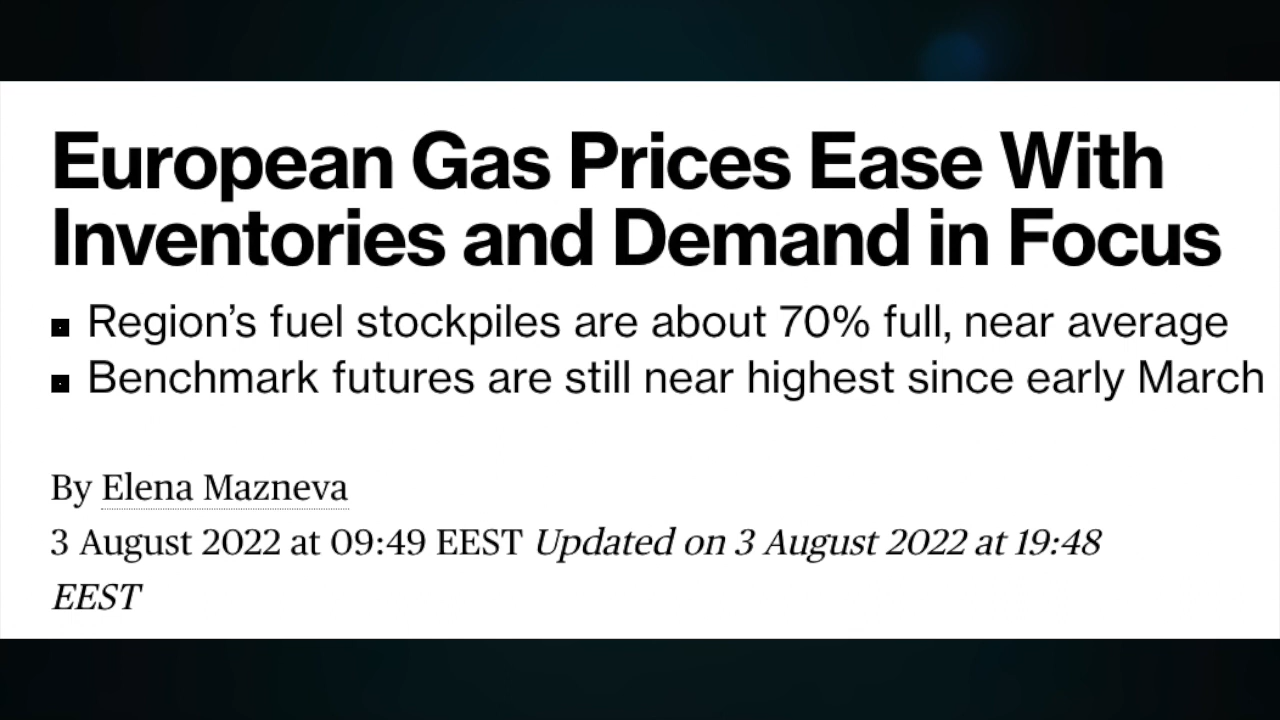 European Gas Prices Ease With
Inventories and Demand in Focus
▪ Region’s fuel stockpiles are about 70% full, near average
▪ Benchmark futures are still near highest since early March
By Elena Mazneva
3 August 2022 at 09:49 EEST Updated on 3 August 2022 at 19:48
EEST